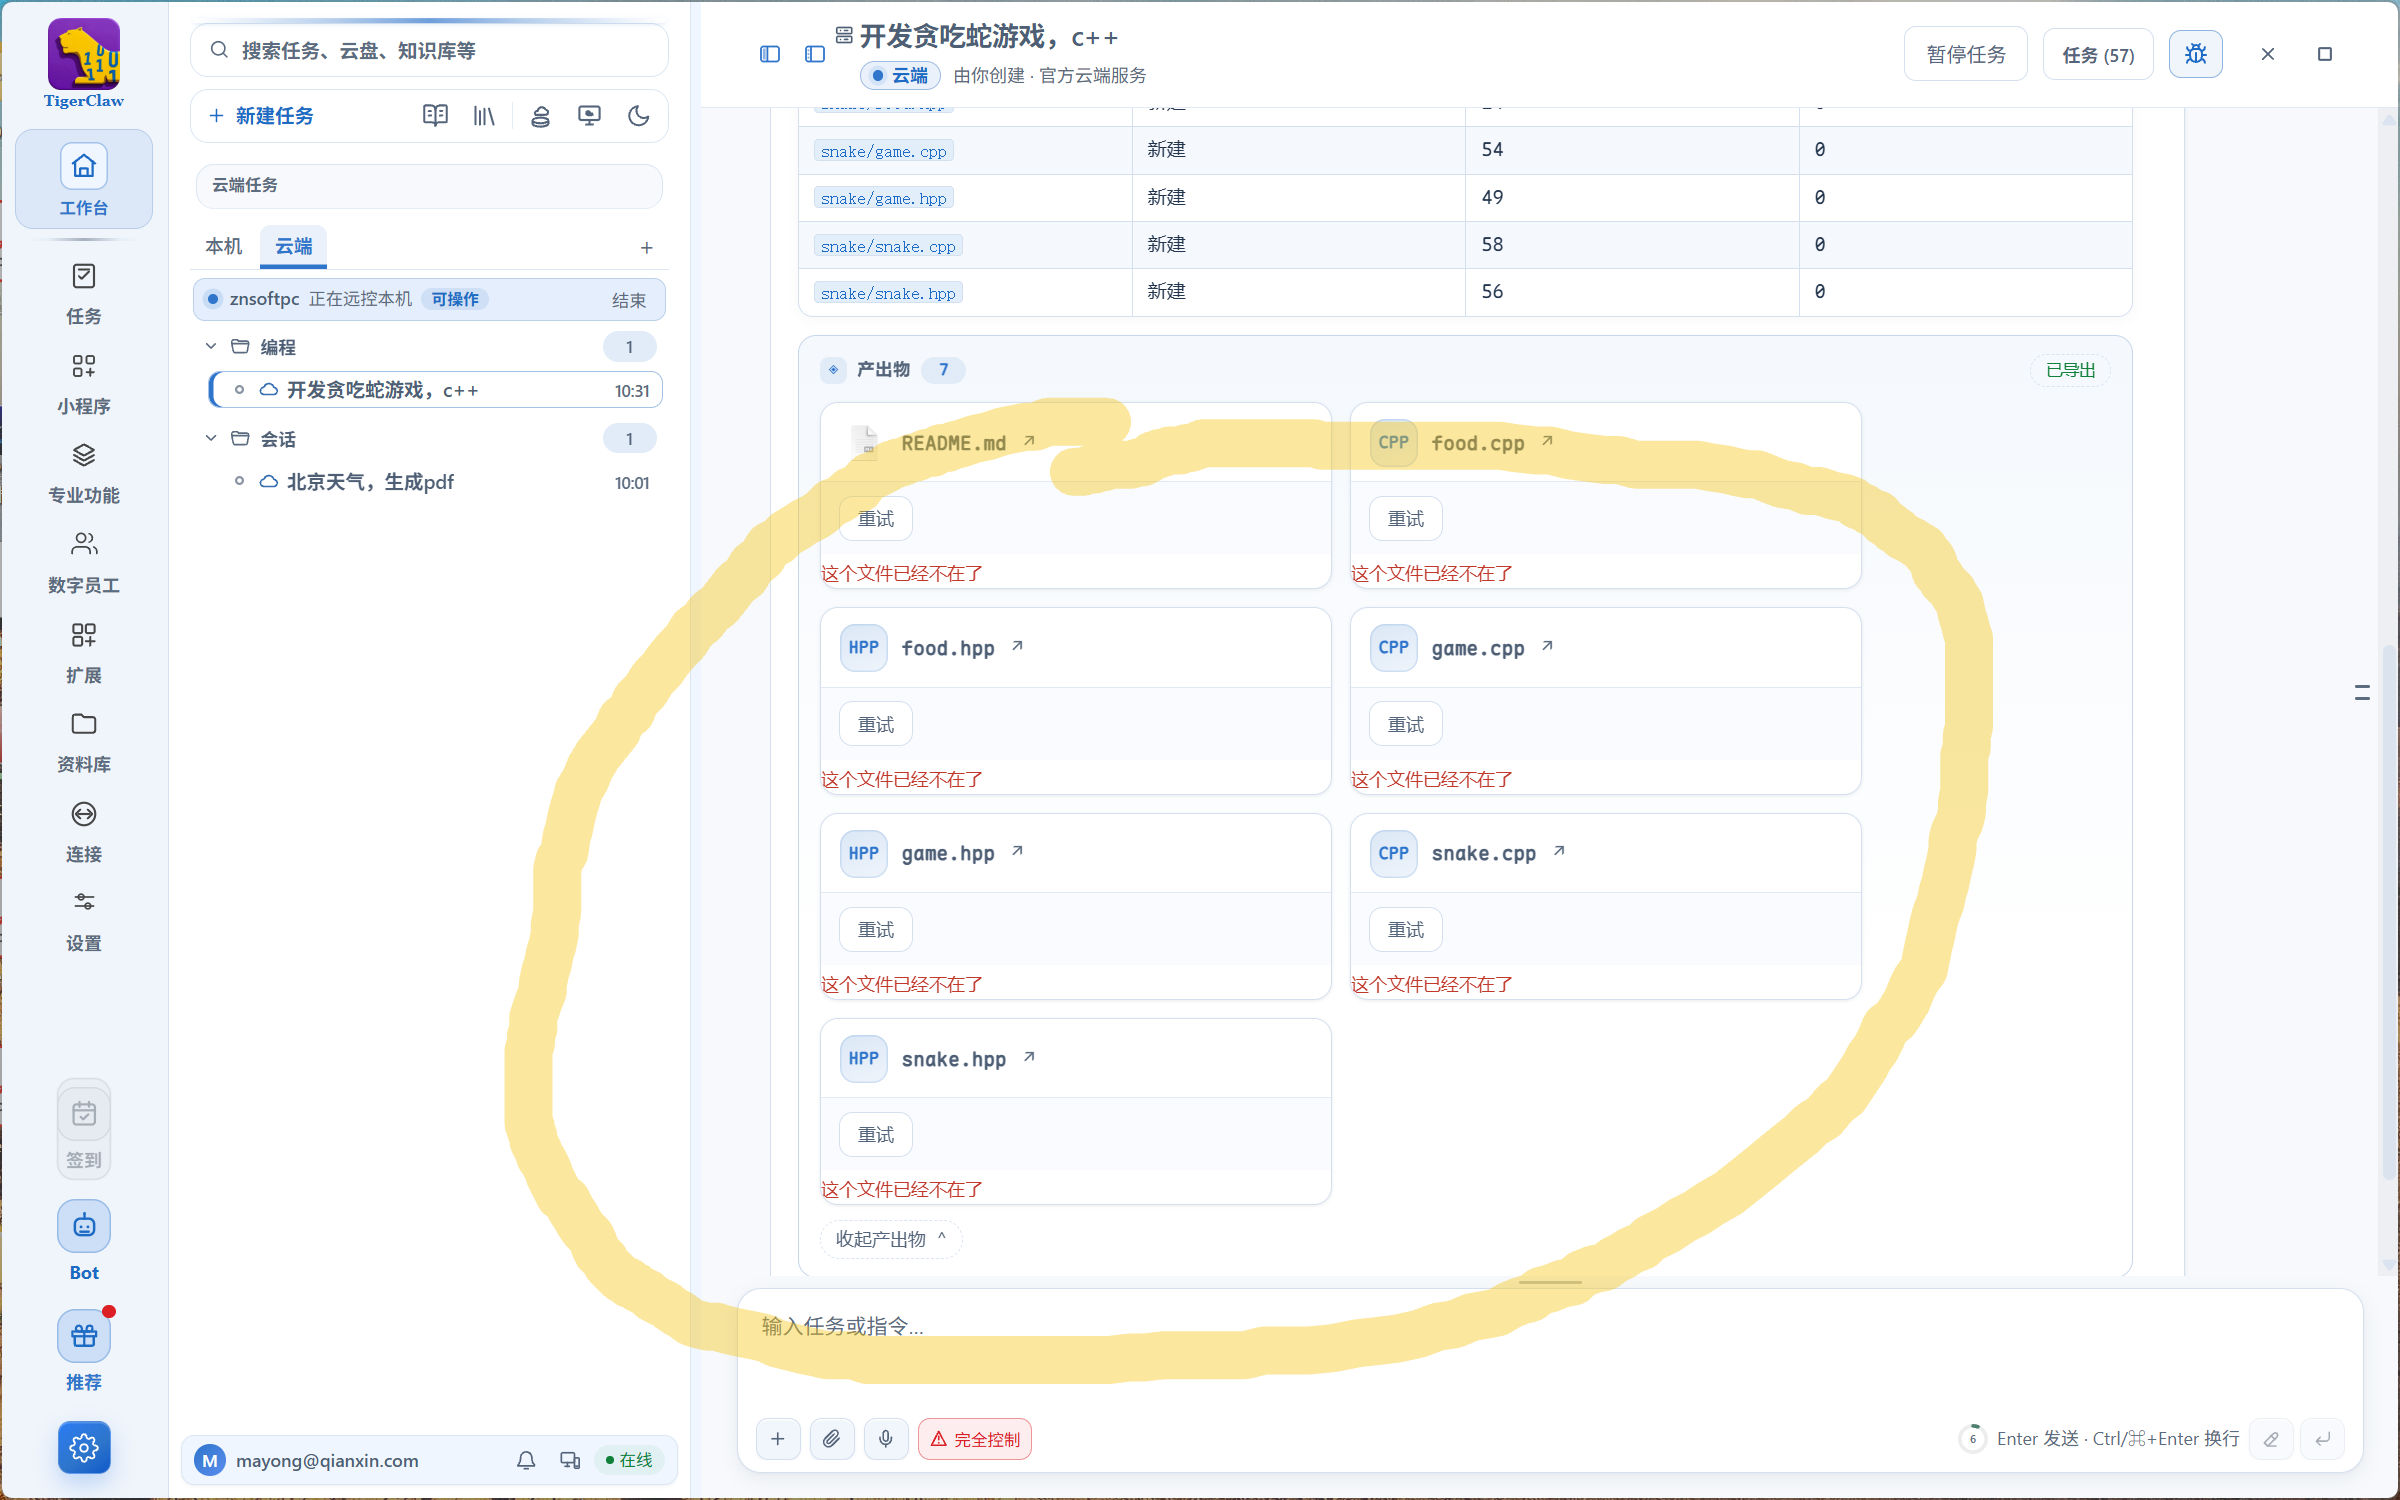 TigerClaw
工作台
任务
小程序
专业功能
数字员工
扩展
资料库
连接
设置
签到
Bot
推荐
搜索任务、云盘、知识库等
+ 新建任务
云端任务
本机 云端 +
znsoftpc 正在远控本机 可操作 结束
编程 1
开发贪吃蛇游戏，c++ 10:31
会话 1
北京天气，生成pdf 10:01
M mayong@qianxin.com 在线
开发贪吃蛇游戏，c++
云端 由你创建 · 官方云端服务
暂停任务 任务 (57)
snake/game.cpp 新建 54 0
snake/game.hpp 新建 49 0
snake/snake.cpp 新建 58 0
snake/snake.hpp 新建 56 0
产出物 7 已导出
README.md
重试
这个文件已经不在了
CPP food.cpp
重试
这个文件已经不在了
HPP food.hpp
重试
这个文件已经不在了
CPP game.cpp
重试
这个文件已经不在了
HPP game.hpp
重试
这个文件已经不在了
CPP snake.cpp
重试
这个文件已经不在了
HPP snake.hpp
重试
这个文件已经不在了
收起产出物 ^
输入任务或指令...
完全控制
6 Enter 发送 · Ctrl/⌘+Enter 换行